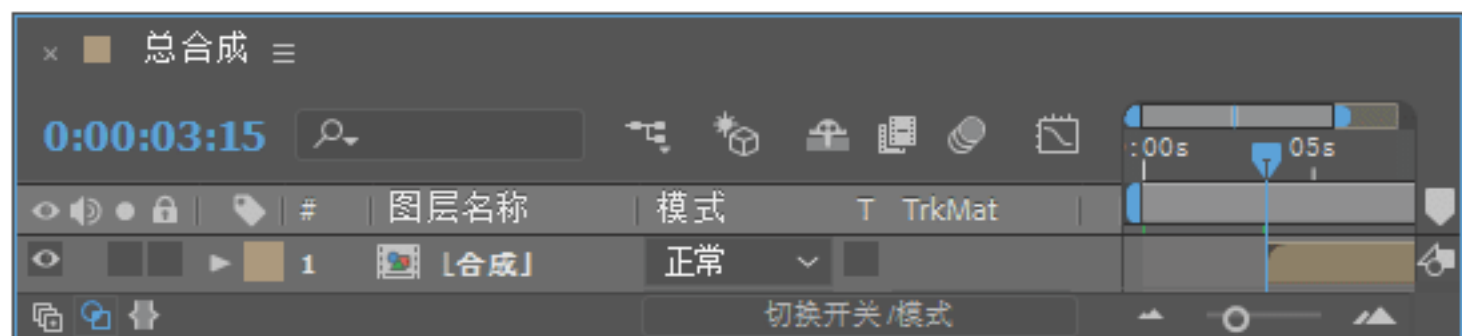 × 总合成 ≡
0:00:03:15
:00s 05s
# 图层名称 模式 T TrkMat
1 [合成] 正常
切换开关/模式